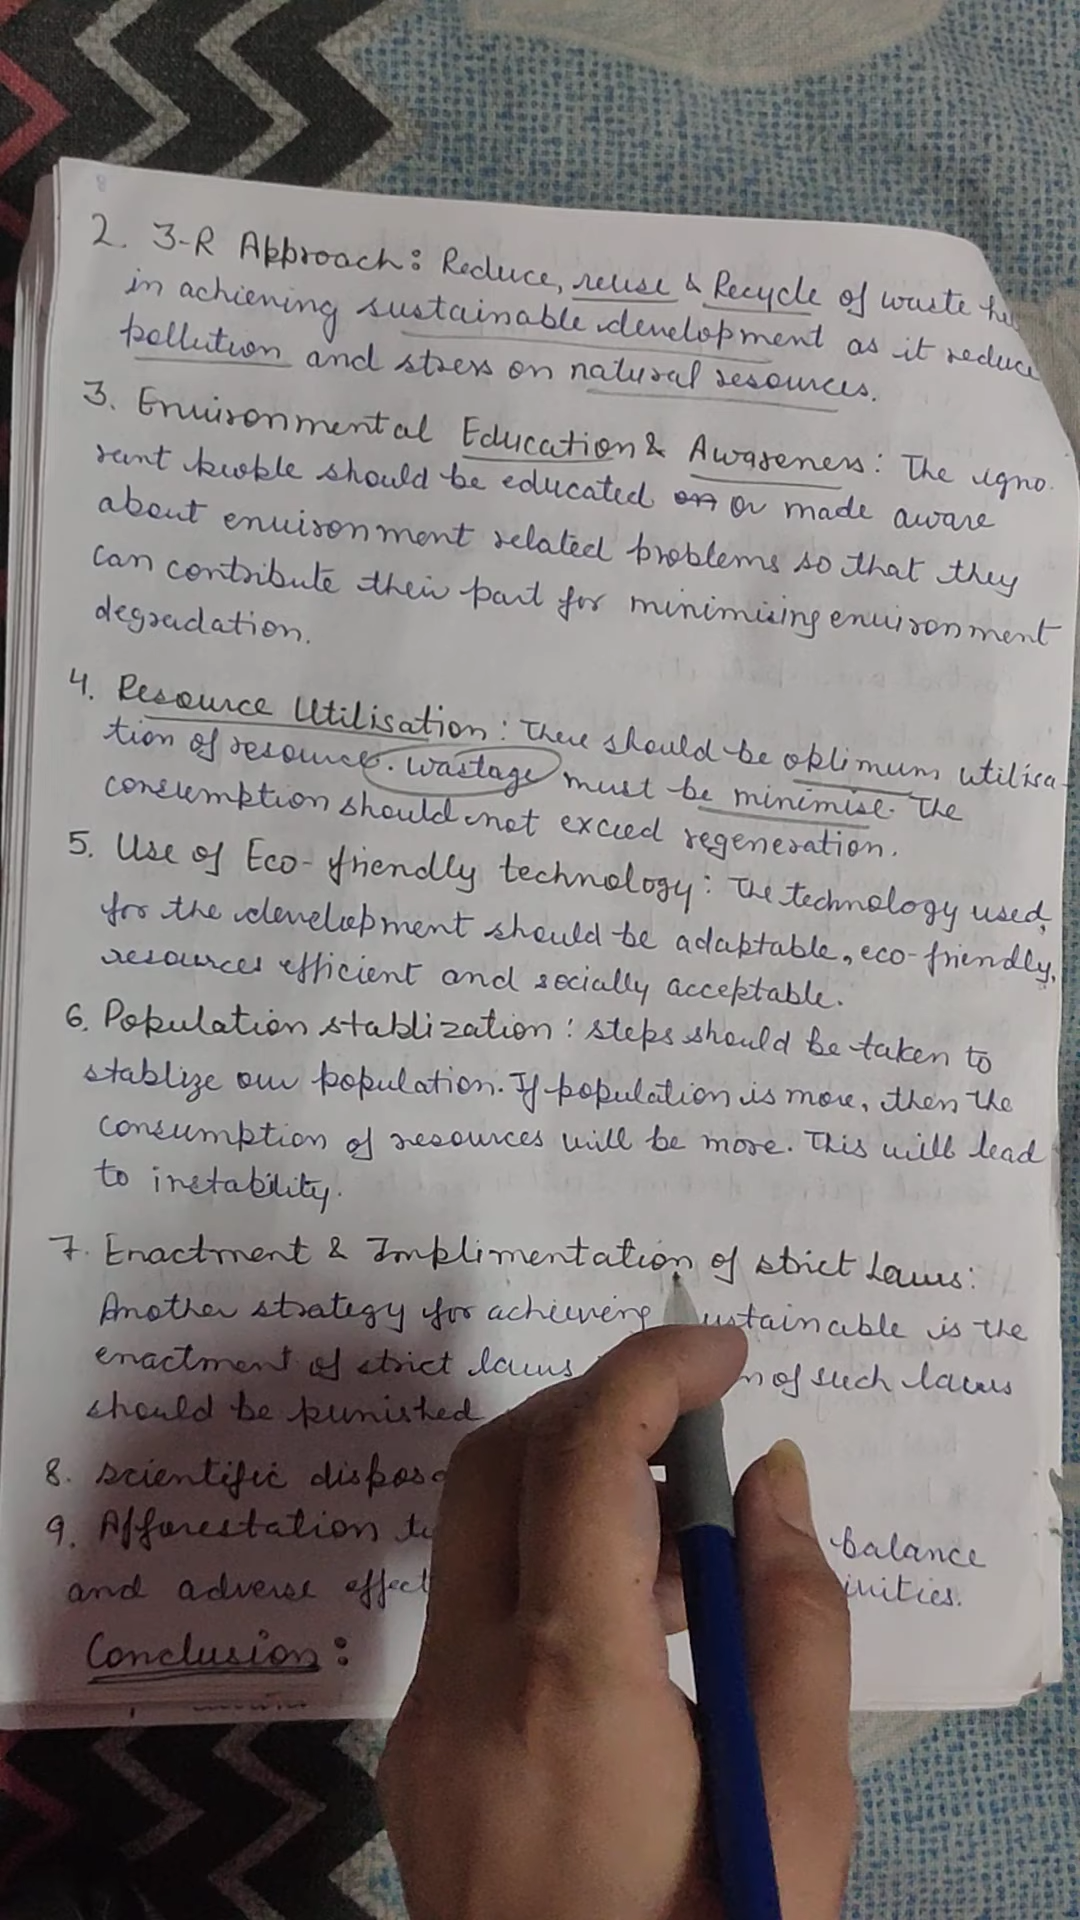 8
2. 3-R Approach: Reduce, reuse & Recycle of waste
in achieving sustainable development as it reduce
pollution and stress on natural resources.
3. Environmental Education & Awareness: The igno.
rant people should be educated or made aware
about environment related problems so that they
can contribute their part for minimizing environment
degradation.
4. Resource Utilisation: There should be optimum utilisa-
tion of resource. wastage must be minimise. The
consumption should not exceed regeneration.
5. Use of Eco-friendly technology: The technology used,
for the development should be adaptable, eco-friendly,
resources efficient and socially acceptable.
6. Population stablization: steps should be taken to
stablize our population. If population is more, then the
consumption of resources will be more. This will lead
to instability.
7. Enactment & Implimentation of strict Laws:
Another strategy for achieving sustainable is the
enactment of strict laws of such laws
should be punished
8. scientific
9. Afforestation balance
and adverse
Conclusion: